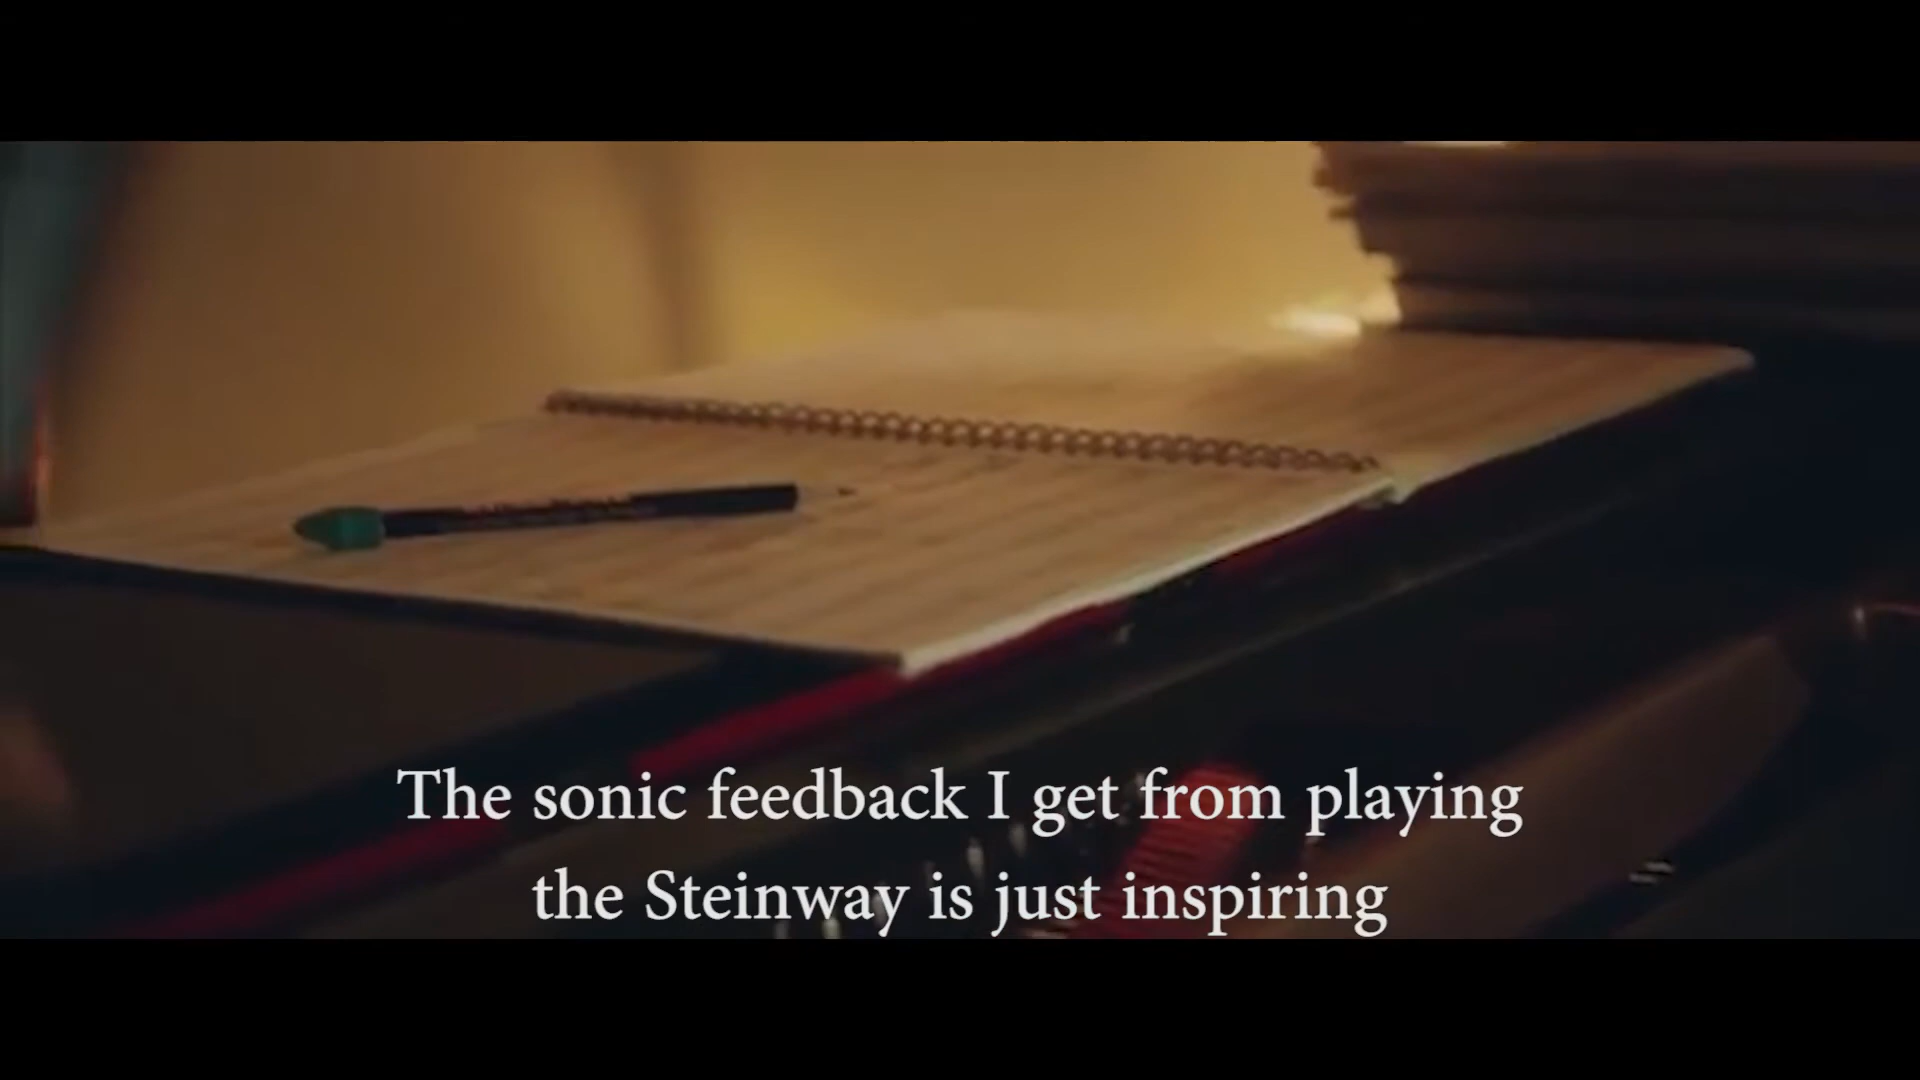 The sonic feedback I get from playing
the Steinway is just inspiring